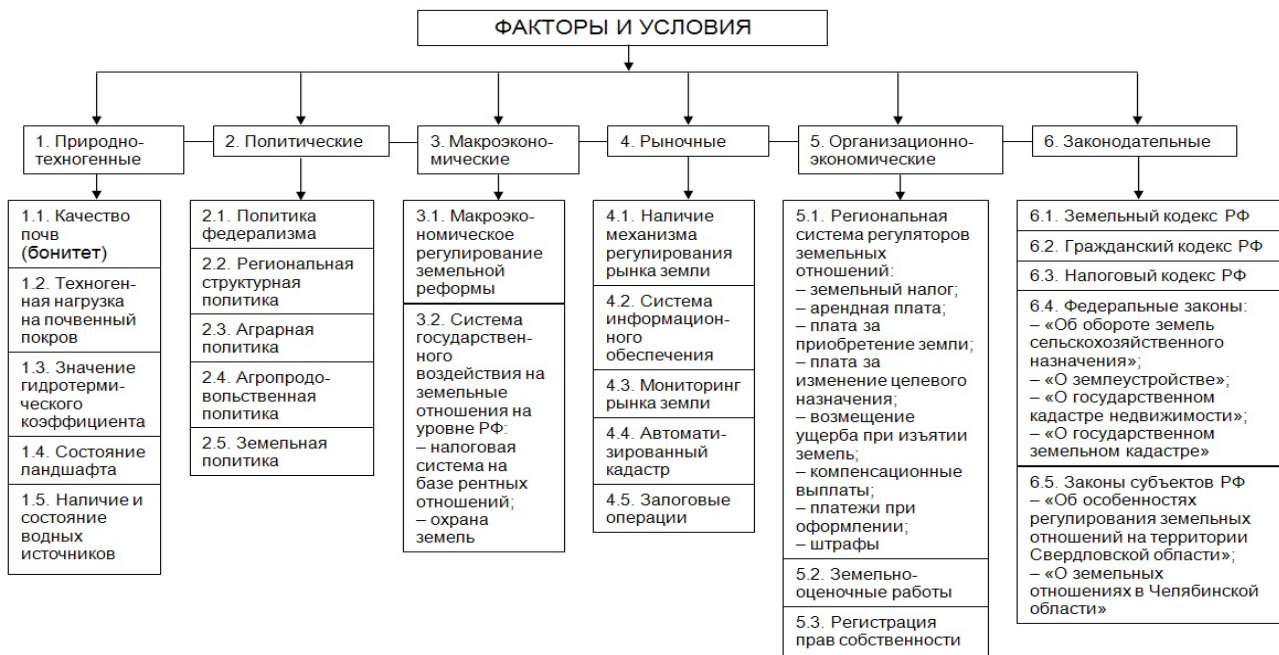 ФАКТОРЫ И УСЛОВИЯ
1. Природно-
техногенные
2. Политические
3. Макроэконо-
мические
4. Рыночные
5. Организационно-
экономические
6. Законодательные
1.1. Качество
почв
(бонитет)
1.2. Техноген-
ная нагрузка
на почвенный
покров
1.3. Значение
гидротерми-
ческого
коэффициента
1.4. Состояние
ландшафта
1.5. Наличие и
состояние
водных
источников
2.1. Политика
федерализма
2.2. Региональная
структурная
политика
2.3. Аграрная
политика
2.4. Агропродо-
вольственная
политика
2.5. Земельная
политика
3.1. Макроэко-
номическое
регулирование
земельной
реформы
3.2. Система
государствен-
ного
воздействия на
земельные
отношения на
уровне РФ:
– налоговая
система на
базе рентных
отношений;
– охрана
земель
4.1. Наличие
механизма
регулирования
рынка земли
4.2. Система
информацион-
ного
обеспечения
4.3. Мониторинг
рынка земли
4.4. Автомати-
зированный
кадастр
4.5. Залоговые
операции
5.1. Региональная
система регуляторов
земельных
отношений:
– земельный налог;
– арендная плата;
– плата за
приобретение земли;
– плата за
изменение целевого
назначения;
– возмещение
ущерба при изъятии
земель;
– компенсационные
выплаты;
– платежи при
оформлении;
– штрафы
5.2. Земельно-
оценочные работы
5.3. Регистрация
прав собственности
6.1. Земельный кодекс РФ
6.2. Гражданский кодекс РФ
6.3. Налоговый кодекс РФ
6.4. Федеральные законы:
– «Об обороте земель
сельскохозяйственного
назначения»;
– «О землеустройстве»;
– «О государственном
кадастре недвижимости»;
– «О государственном
земельном кадастре»
6.5. Законы субъектов РФ
– «Об особенностях
регулирования земельных
отношений на территории
Свердловской области»;
– «О земельных
отношениях в Челябинской
области»